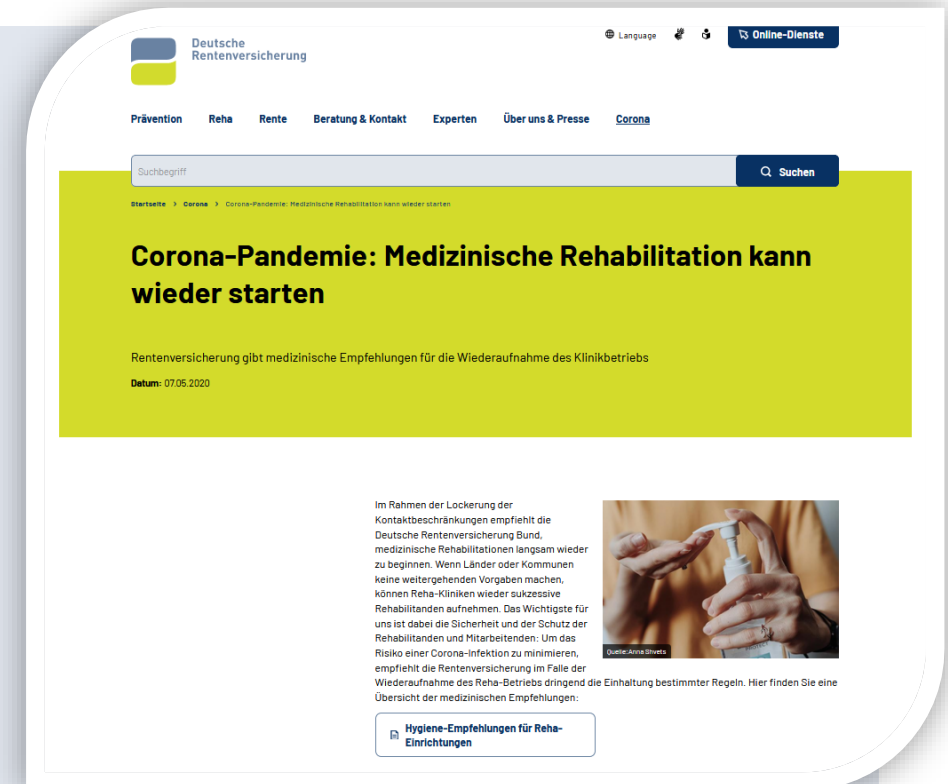 Deutsche
Rentenversicherung
Language
Online-Dienste
Prävention Reha Rente Beratung & Kontakt Experten Über uns & Presse Corona
Suchbegriff
Suchen
Startseite > Corona > Corona-Pandemie: Medizinische Rehabilitation kann wieder starten
Corona-Pandemie: Medizinische Rehabilitation kann
wieder starten
Rentenversicherung gibt medizinische Empfehlungen für die Wiederaufnahme des Klinikbetriebs
Datum: 07.05.2020
Im Rahmen der Lockerung der
Kontaktbeschränkungen empfiehlt die
Deutsche Rentenversicherung Bund,
medizinische Rehabilitationen langsam wieder
zu beginnen. Wenn Länder oder Kommunen
keine weitergehenden Vorgaben machen,
können Reha-Kliniken wieder sukzessive
Rehabilitanden aufnehmen. Das Wichtigste für
uns ist dabei die Sicherheit und der Schutz der
Rehabilitanden und Mitarbeitenden: Um das
Risiko einer Corona-Infektion zu minimieren,
empfiehlt die Rentenversicherung im Falle der
Wiederaufnahme des Reha-Betriebs dringend die Einhaltung bestimmter Regeln. Hier finden Sie eine
Übersicht der medizinischen Empfehlungen:
Quelle:Anna Shvets
Hygiene-Empfehlungen für Reha-
Einrichtungen